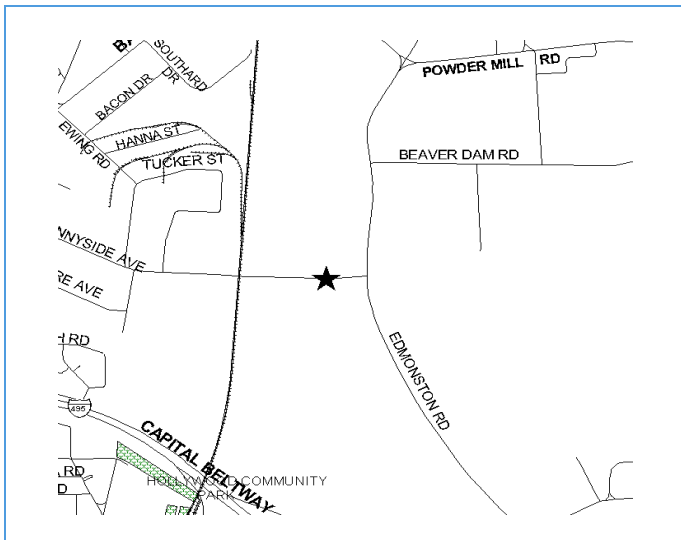 SOUTHARD
DR
POWDER MILL RD
BACON DR
EWING RD
HANNA ST
TUCKER ST
BEAVER DAM RD
NNYSIDE AVE
RE AVE
RD
EDMONSTON RD
495
CAPITAL BELTWAY
RD
D
HOLLYWOOD COMMUNITY
PARK